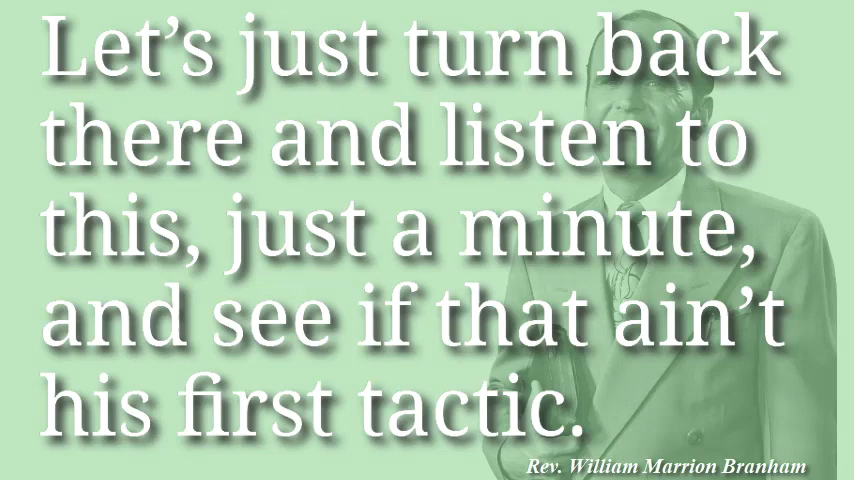 Let’s just turn back
there and listen to
this, just a minute,
and see if that ain’t
his first tactic.
Rev. William Marrion Branham